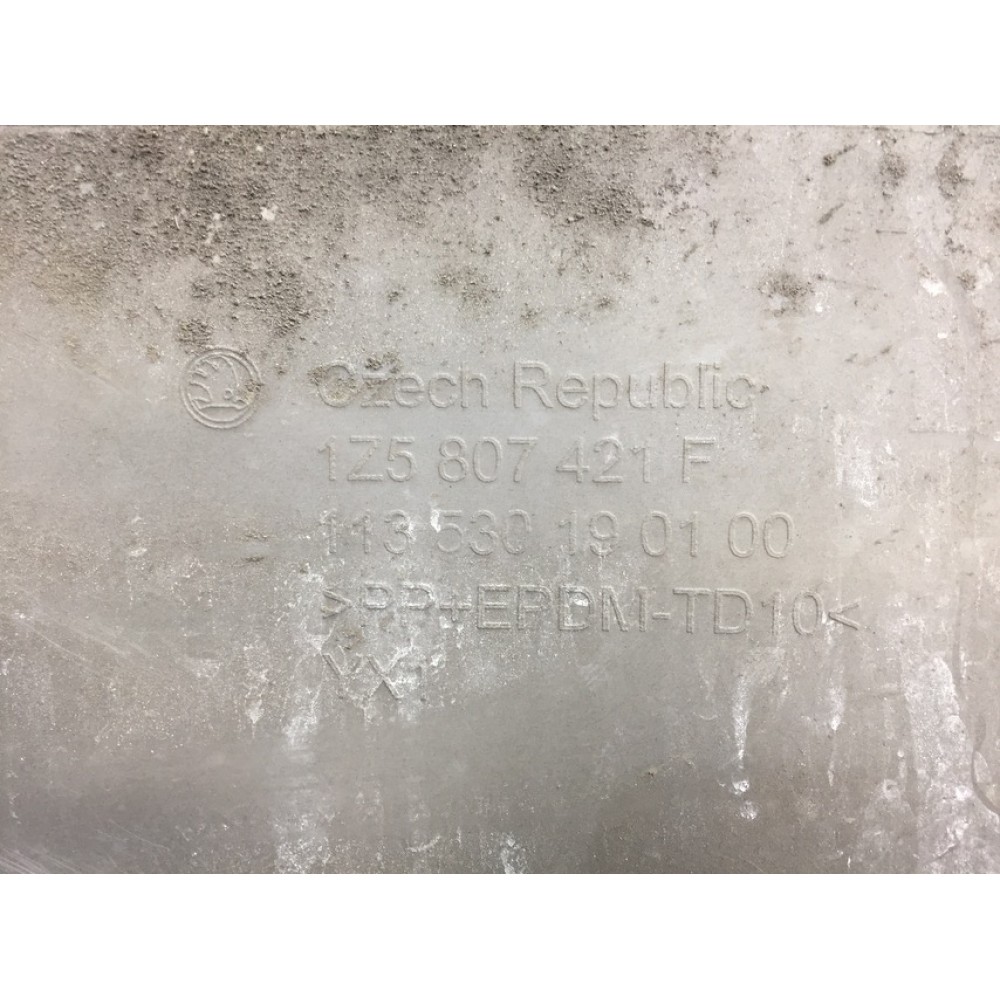 Czech Republic
1Z5 807 421 F
113 530 19 01 00
>PP+EPDM-TD10<